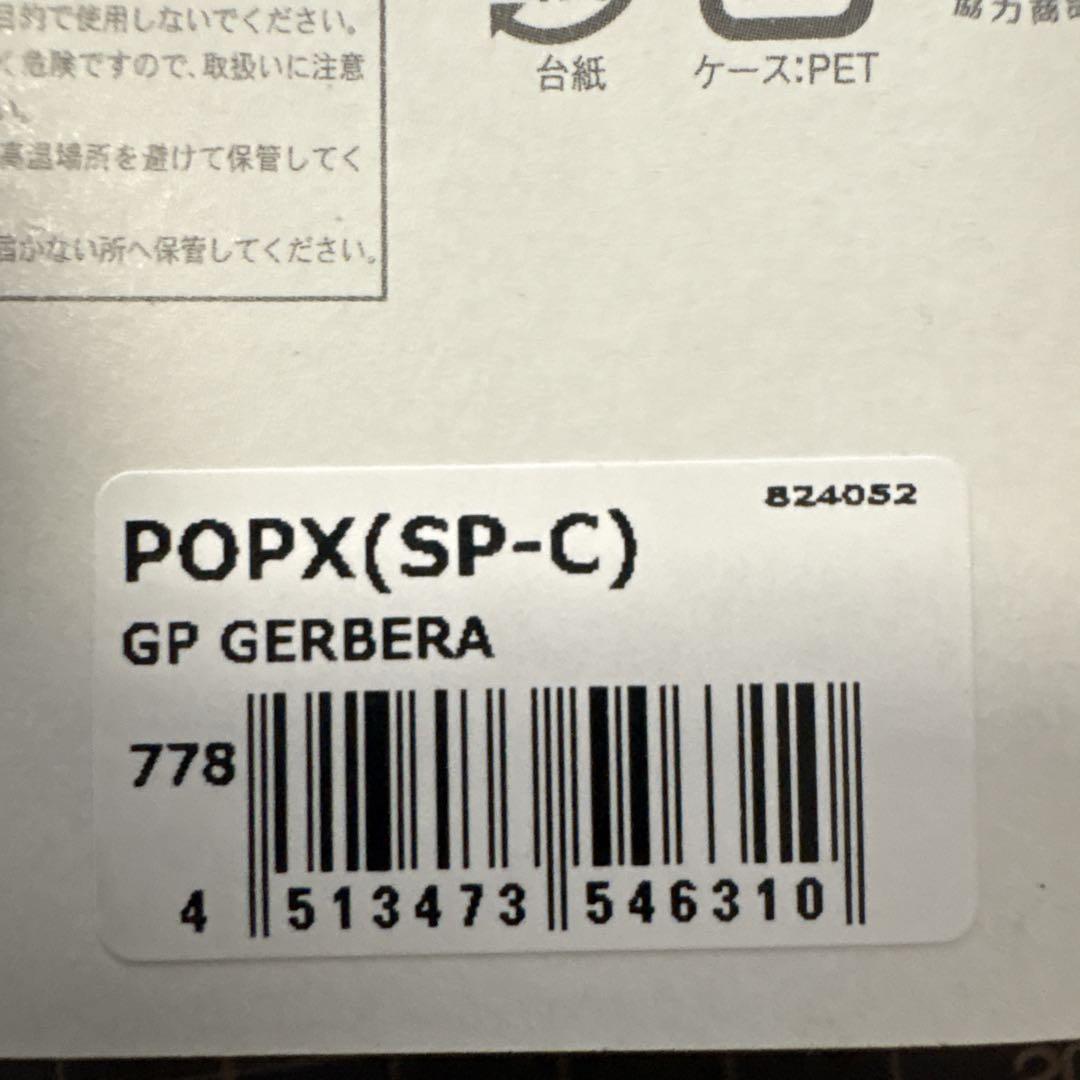 目的で使用しないでください。
く危険ですので、取扱いに注意
高温場所を避けて保管してく
届かない所へ保管してください。
台紙
ケース:PET
協力商
824052
POPX(SP-C)
GP GERBERA
778
4 513473 546310